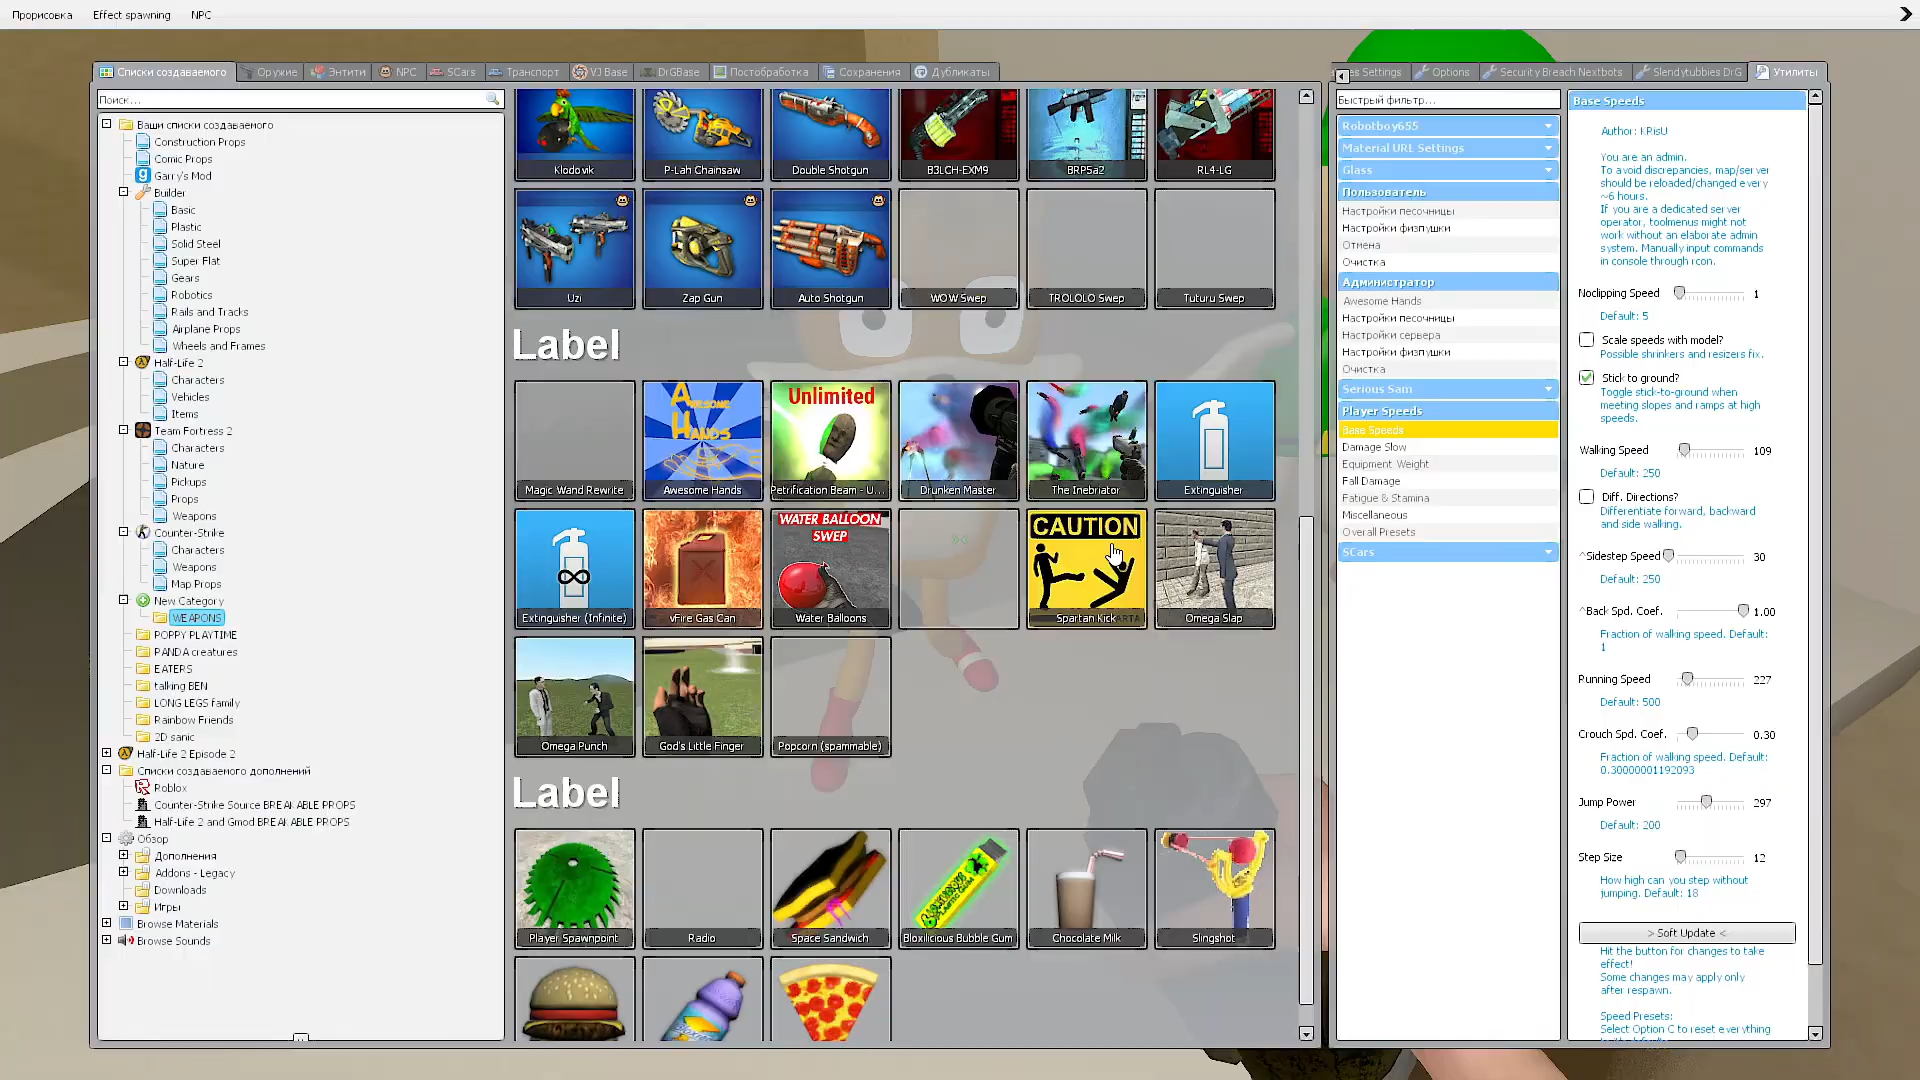 Прорисовка Effect spawning NPC
Списки создаваемого Оружие Энтити NPC SCars Транспорт VJ Base DrGBase Постобработка Сохранения Дубликаты
Поиск...
Ваши списки создаваемого
Construction Props
Comic Props
Garry's Mod
Builder
Basic
Plastic
Solid Steel
Super Flat
Gears
Robotics
Rails and Tracks
Airplane Props
Wheels and Frames
Half-Life 2
Characters
Vehicles
Items
Team Fortress 2
Characters
Nature
Pickups
Props
Weapons
Counter-Strike
Characters
Weapons
Map Props
New Category
WEAPONS
POPPY PLAYTIME
PANDA creatures
EATERS
talking BEN
LONG LEGS family
Rainbow Friends
2D sanic
Half-Life 2 Episode 2
Списки создаваемого дополнений
Roblox
Counter-Strike Source BREAKABLE PROPS
Half-Life 2 and Gmod BREAKABLE PROPS
Обзор
Дополнения
Addons - Legacy
Downloads
Игры
Browse Materials
Browse Sounds
Klodovik P-Lah Chainsaw Double Shotgun B3LCH-EXM9 BRP5a2 RL4-LG
Uzi Zap Gun Auto Shotgun WOW Swep TROLOLO Swep Tuturu Swep
Label
AWESOME HANDS
Unlimited
Magic Wand Rewrite Awesome Hands Petrification Beam - U... Drunken Master The Inebriator Extinguisher
WATER BALLOON SWEP
CAUTION
Extinguisher (Infinite) vFire Gas Can Water Balloons Spartan Kick Omega Slap
Omega Punch God's Little Finger Popcorn (spammable)
Label
Player Spawnpoint Radio Space Sandwich Bloxilicious Bubble Gum Chocolate Milk Slingshot
es Settings Options Security Breach Nextbots Slendytubbies DrG Утилиты
Быстрый фильтр...
Robotboy655
Material URL Settings
Glass
Пользователь
Настройки песочницы
Настройки физпушки
Отмена
Очистка
Администратор
Awesome Hands
Настройки песочницы
Настройки сервера
Настройки физпушки
Очистка
Serious Sam
Player Speeds
Base Speeds
Damage Slow
Equipment Weight
Fall Damage
Fatigue & Stamina
Miscellaneous
Overall Presets
SCars
Base Speeds
Author: KRisU
You are an admin.
To avoid discrepancies, map/server
should be reloaded/changed every
~6 hours.
If you are a dedicated server
operator, toolmenus might not
work without an elaborate admin
system. Manually input commands
in console through rcon.
Noclipping Speed 1
Default: 5
Scale speeds with model?
Possible shrinkers and resizers fix.
Stick to ground?
Toggle stick-to-ground when
meeting slopes and ramps at high
speeds.
Walking Speed 109
Default: 250
Diff. Directions?
Differentiate forward, backward
and side walking.
^Sidestep Speed 30
Default: 250
^Back Spd. Coef. 1.00
Fraction of walking speed. Default:
1
Running Speed 227
Default: 500
Crouch Spd. Coef. 0.30
Fraction of walking speed. Default:
0.30000001192093
Jump Power 297
Default: 200
Step Size 12
How high can you step without
jumping. Default: 18
> Soft Update <
Hit the button for changes to take
effect!
Some changes may apply only
after respawn.
Speed Presets:
Select Option C to reset everything